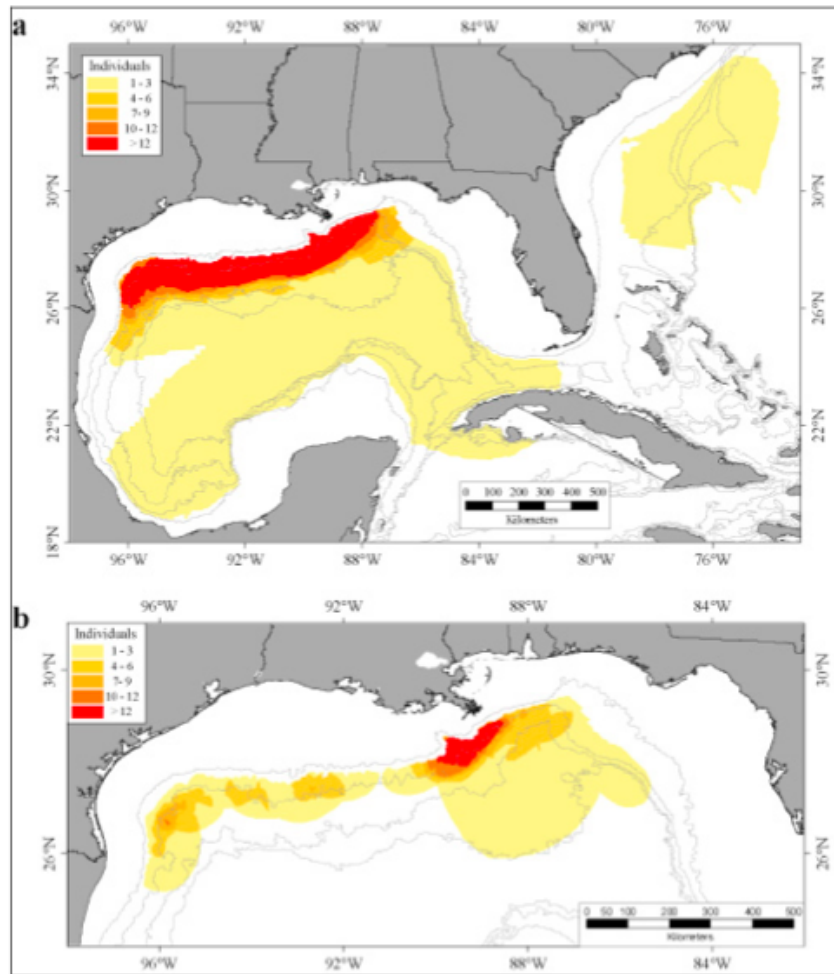 a
96°W 92°W 88°W 84°W 80°W 76°W
Individuals
1 - 3
4 - 6
7- 9
10 - 12
>12
34°N 34°N
30°N 30°N
26°N 26°N
22°N 22°N
18°N 18°N
0 100 200 300 400 500
Kilometers
96°W 92°W 88°W 84°W 80°W 76°W
b
96°W 92°W 88°W 84°W
Individuals
1 - 3
4 - 6
7- 9
10 - 12
>12
30°N 30°N
26°N 26°N
0 50 100 200 300 400 500
Kilometers
96°W 92°W 88°W 84°W